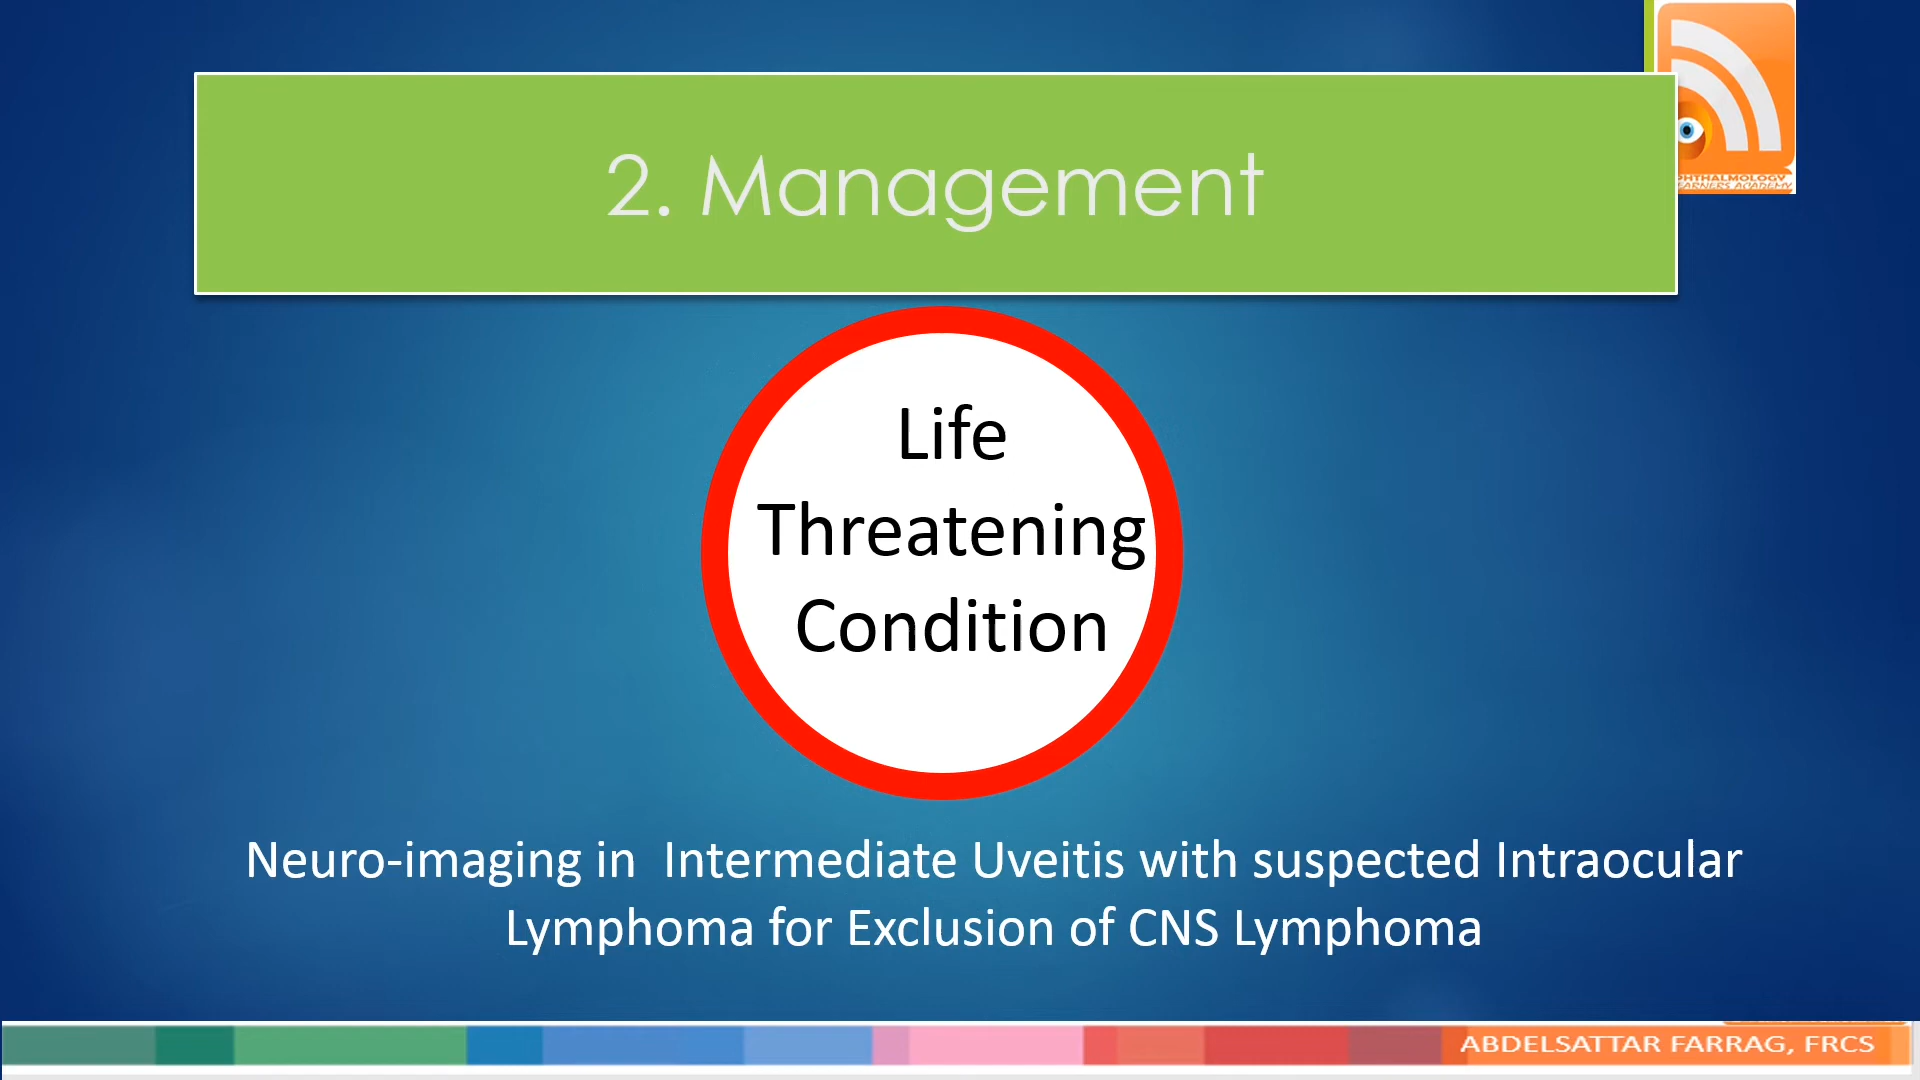 2. Management
Life
Threatening
Condition
Neuro-imaging in  Intermediate Uveitis with suspected Intraocular
Lymphoma for Exclusion of CNS Lymphoma
ABDELSATTAR FARRAG, FRCS